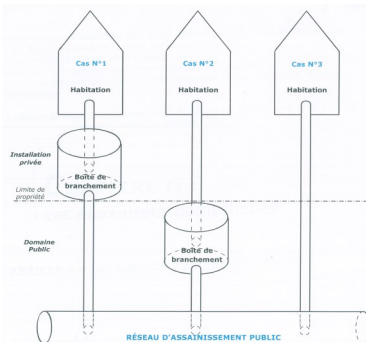 Cas N°1
Cas N°2
Cas N°3
Habitation
Habitation
Habitation
Installation
privée
Boîte de
branchement
Limite de
propriété
Domaine
Public
Boîte de
branchement
RÉSEAU D'ASSAINISSEMENT PUBLIC